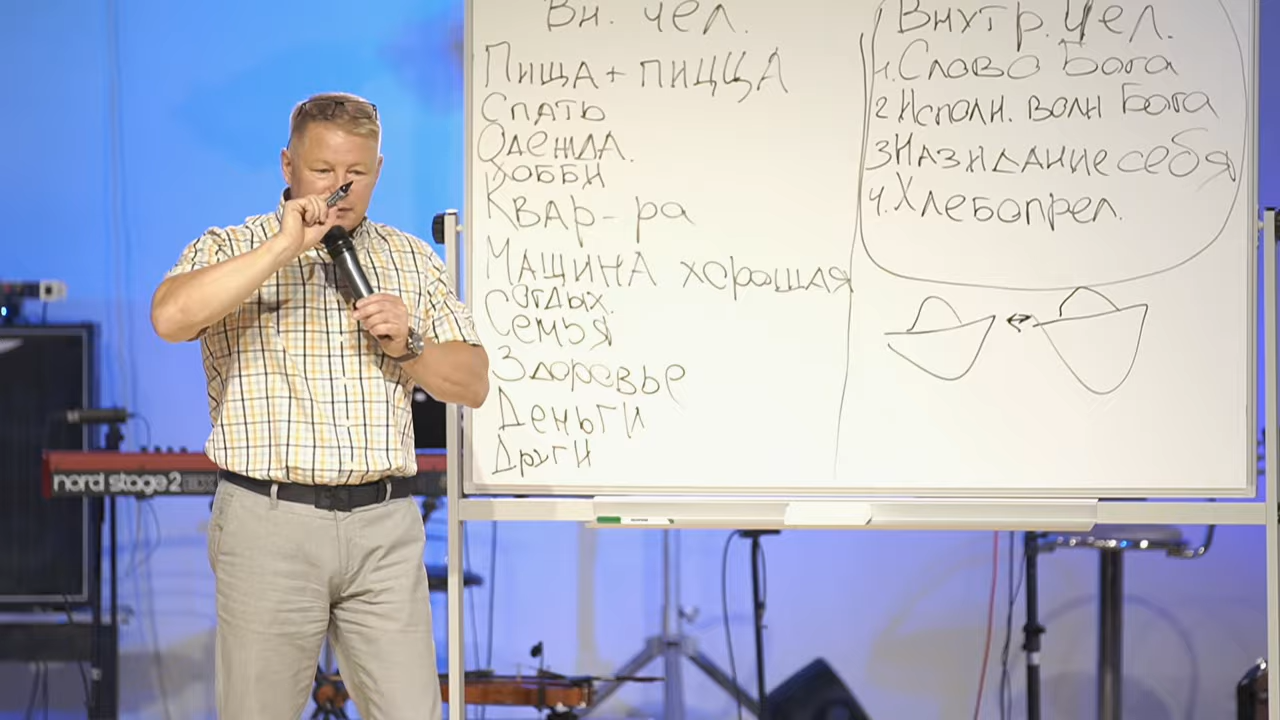 Вн. чел.
Пища + пицца
Спать
Одежда.
Хобби
Квар-ра
Машина хорошая
Отдых.
Семья
Здоровье
Деньги
Други
Внутр. Чел.
1. Слово Бога
2 Исполн. воли Бога
3 Назидание себя
4. Хлебопрел.
nord stage 2